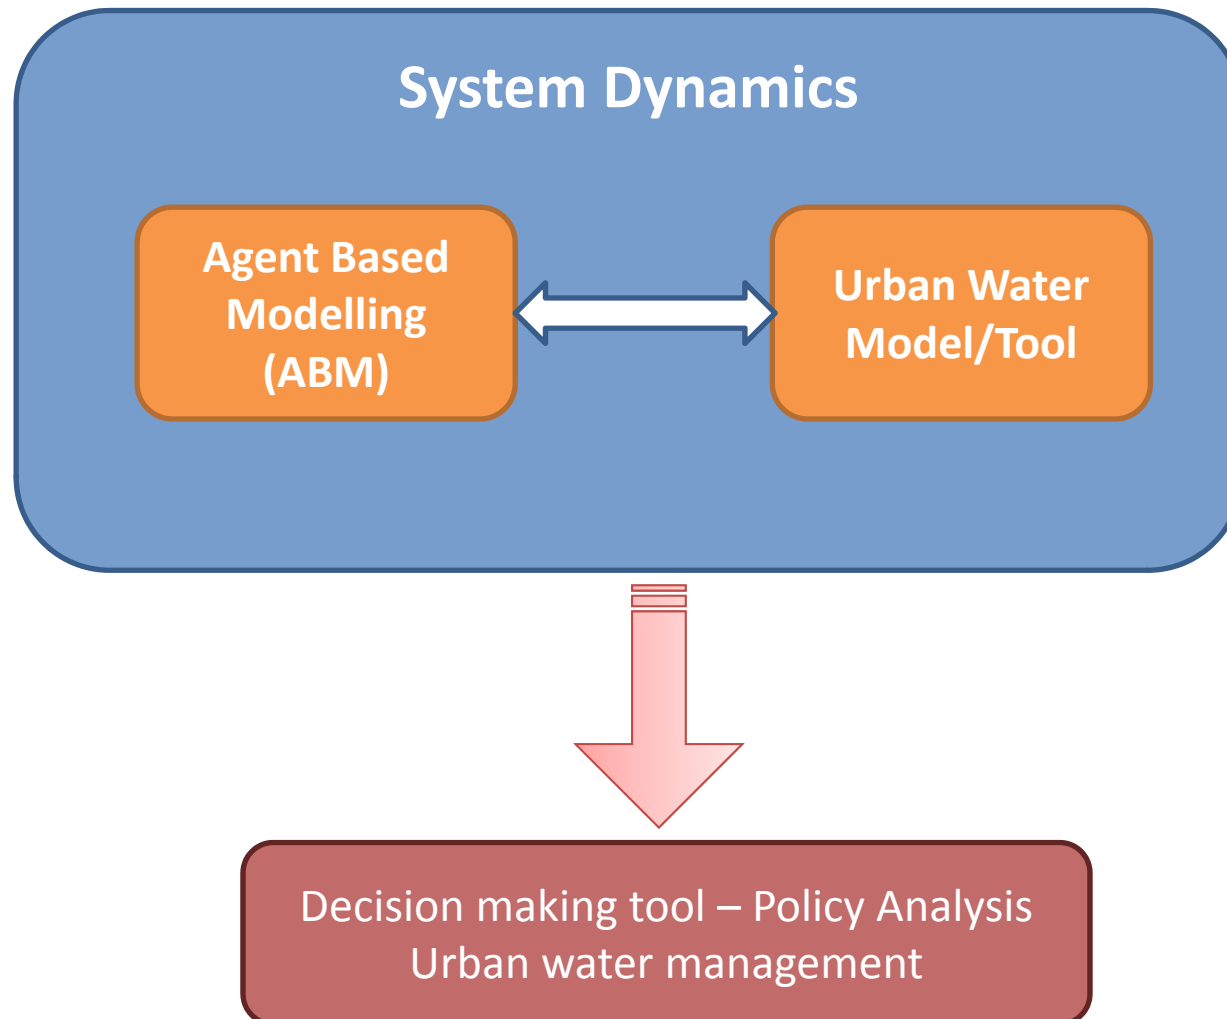 System Dynamics
Agent Based
Modelling
(ABM)
Urban Water
Model/Tool
Decision making tool – Policy Analysis
Urban water management